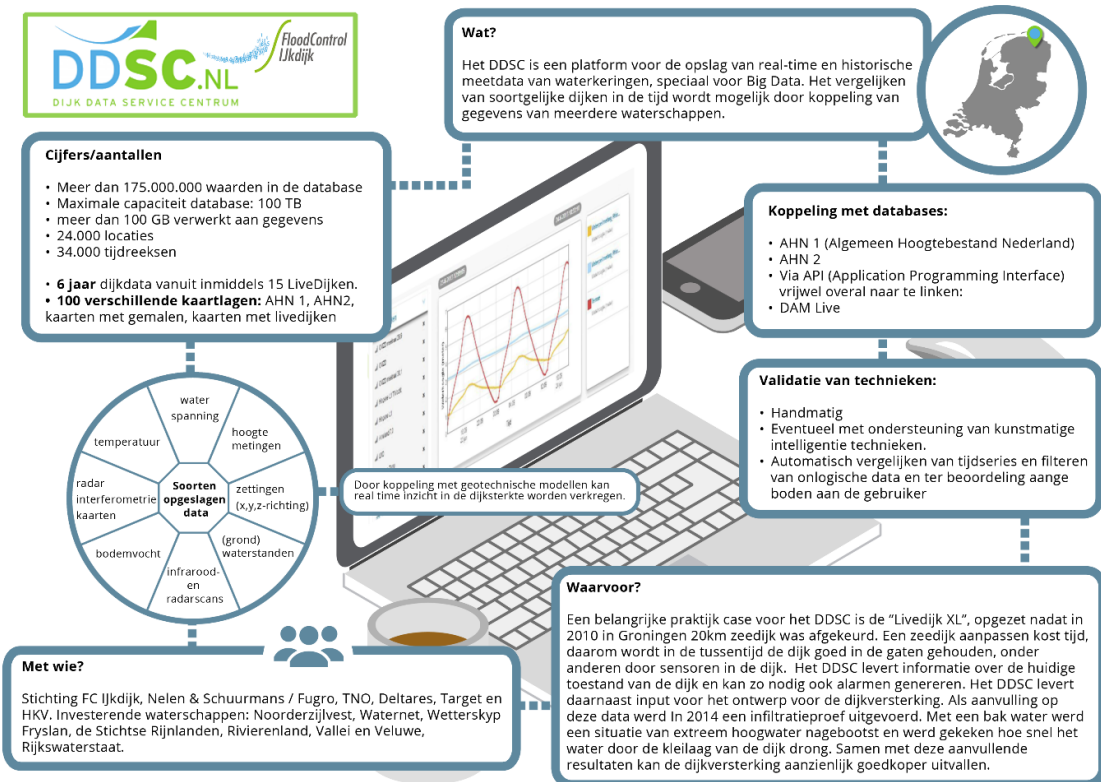 DDSC.NL
DIJK DATA SERVICE CENTRUM
FloodControl
IJkdijk
Wat?
Het DDSC is een platform voor de opslag van real-time en historische
meetdata van waterkeringen, speciaal voor Big Data. Het vergelijken
van soortgelijke dijken in de tijd wordt mogelijk door koppeling van
gegevens van meerdere waterschappen.
Cijfers/aantallen
• Meer dan 175.000.000 waarden in de database
• Maximale capaciteit database: 100 TB
• meer dan 100 GB verwerkt aan gegevens
• 24.000 locaties
• 34.000 tijdreeksen
• 6 jaar dijkdata vanuit inmiddels 15 LiveDijken.
• 100 verschillende kaartlagen: AHN 1, AHN2,
kaarten met gemalen, kaarten met livedijken
Koppeling met databases:
• AHN 1 (Algemeen Hoogtebestand Nederland)
• AHN 2
• Via API (Application Programming Interface)
vrijwel overal naar te linken:
• DAM Live
Validatie van technieken:
• Handmatig
• Eventueel met ondersteuning van kunstmatige
intelligentie technieken.
• Automatisch vergelijken van tijdseries en filteren
van onlogische data en ter beoordeling aange
boden aan de gebruiker
Soorten
opgeslagen
data
water
spanning
hoogte
metingen
zettingen
(x,y,z-richting)
(grond)
waterstanden
infrarood-
en
radarscans
bodemvocht
radar
interferometrie
kaarten
temperatuur
Door koppeling met geotechnische modellen kan
real time inzicht in de dijksterkte worden verkregen.
Met wie?
Stichting FC IJkdijk, Nelen & Schuurmans / Fugro, TNO, Deltares, Target en
HKV. Investerende waterschappen: Noorderzijlvest, Waternet, Wetterskyp
Fryslan, de Stichtse Rijnlanden, Rivierenland, Vallei en Veluwe,
Rijkswaterstaat.
Waarvoor?
Een belangrijke praktijk case voor het DDSC is de “Livedijk XL”, opgezet nadat in
2010 in Groningen 20km zeedijk was afgekeurd. Een zeedijk aanpassen kost tijd,
daarom wordt in de tussentijd de dijk goed in de gaten gehouden, onder
anderen door sensoren in de dijk. Het DDSC levert informatie over de huidige
toestand van de dijk en kan zo nodig ook alarmen genereren. Het DDSC levert
daarnaast input voor het ontwerp voor de dijkversterking. Als aanvulling op
deze data werd In 2014 een infiltratieproef uitgevoerd. Met een bak water werd
een situatie van extreem hoogwater nagebootst en werd gekeken hoe snel het
water door de kleilaag van de dijk drong. Samen met deze aanvullende
resultaten kan de dijkversterking aanzienlijk goedkoper uitvallen.